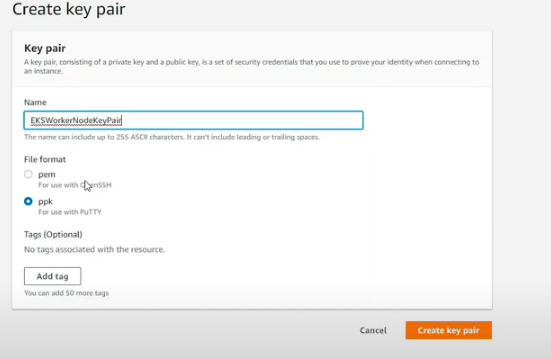 Create key pair
Key pair
A key pair, consisting of a private key and a public key, is a set of security credentials that you use to prove your identity when connecting to
an instance.
Name
EKSWorkerNodeKeyPair
The name can include up to 255 ASCII characters. It can't include leading or trailing spaces.
File format
pem
For use with OpenSSH
ppk
For use with PuTTY
Tags (Optional)
No tags associated with the resource.
Add tag
You can add 50 more tags
Cancel
Create key pair